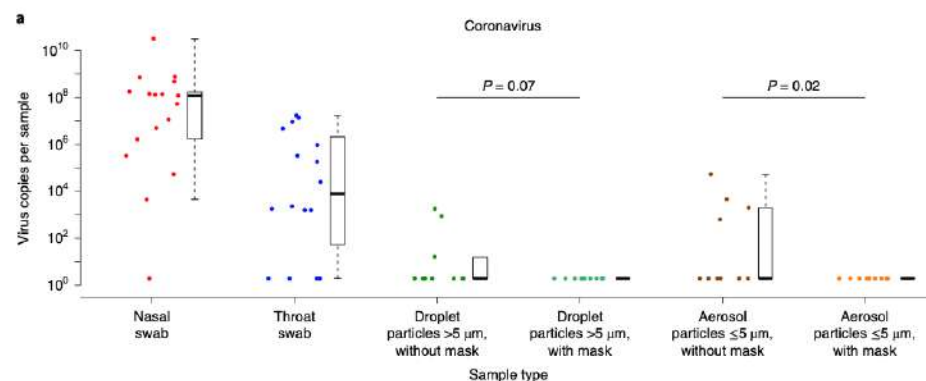 a
Coronavirus
Virus copies per sample
10^10
10^8
10^6
10^4
10^2
10^0
P = 0.07
P = 0.02
Nasal
swab
Throat
swab
Droplet
particles >5 μm,
without mask
Droplet
particles >5 μm,
with mask
Aerosol
particles ≤5 μm,
without mask
Aerosol
particles ≤5 μm,
with mask
Sample type